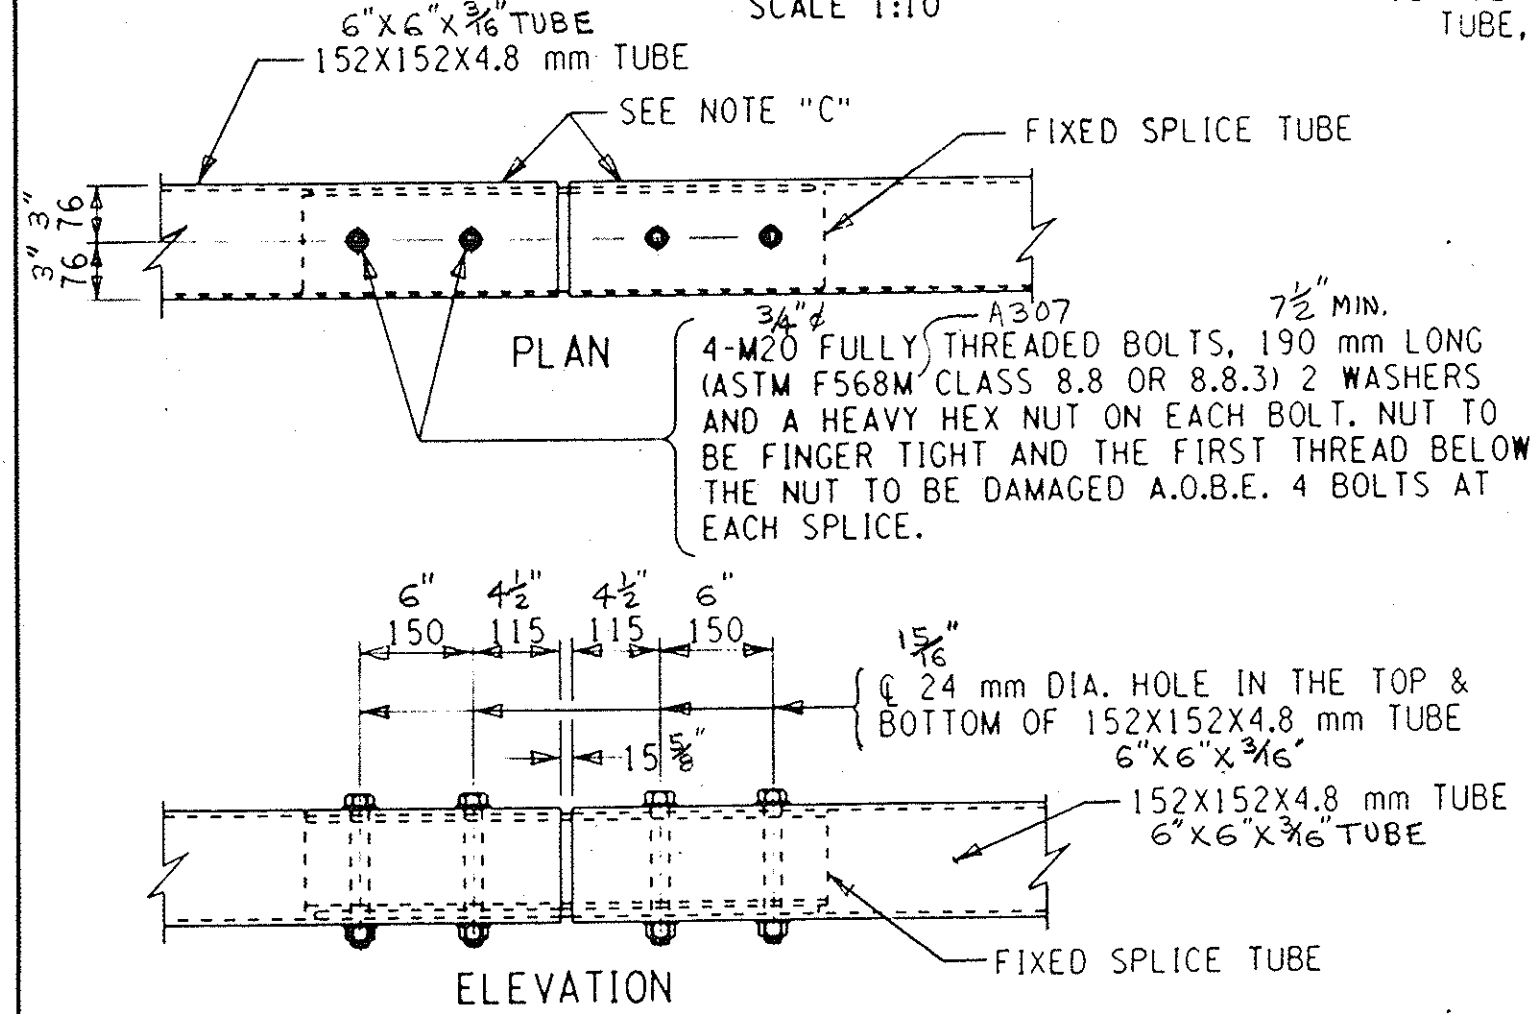 SCALE 1:10
TUBE,
6"X6"X3/16" TUBE
152X152X4.8 mm TUBE
SEE NOTE "C"
FIXED SPLICE TUBE
3" 3"
76 76
PLAN
3/4"ȼ A307 7 1/2" MIN.
4-M20 FULLY THREADED BOLTS, 190 mm LONG
(ASTM F568M CLASS 8.8 OR 8.8.3) 2 WASHERS
AND A HEAVY HEX NUT ON EACH BOLT. NUT TO
BE FINGER TIGHT AND THE FIRST THREAD BELOW
THE NUT TO BE DAMAGED A.O.B.E. 4 BOLTS AT
EACH SPLICE.
6" 4 1/2" 4 1/2" 6"
150 115 115 150
15/16"
℄ 24 mm DIA. HOLE IN THE TOP &
BOTTOM OF 152X152X4.8 mm TUBE
6"X6"X3/16"
15 5/8"
152X152X4.8 mm TUBE
6"X6"X3/16" TUBE
FIXED SPLICE TUBE
ELEVATION